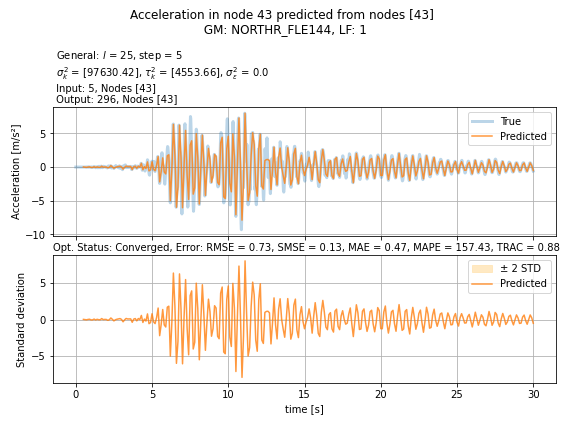 Acceleration in node 43 predicted from nodes [43]
GM: NORTHR_FLE144, LF: 1
General: l = 25, step = 5
σ²ₖ = [97630.42], τ²ₖ = [4553.66], σ²ε = 0.0
Input: 5, Nodes [43]
Output: 296, Nodes [43]
Acceleration [m/s²]
5
0
−5
−10
True
Predicted
Opt. Status: Converged, Error: RMSE = 0.73, SMSE = 0.13, MAE = 0.47, MAPE = 157.43, TRAC = 0.88
Standard deviation
5
0
−5
± 2 STD
Predicted
0 5 10 15 20 25 30
time [s]